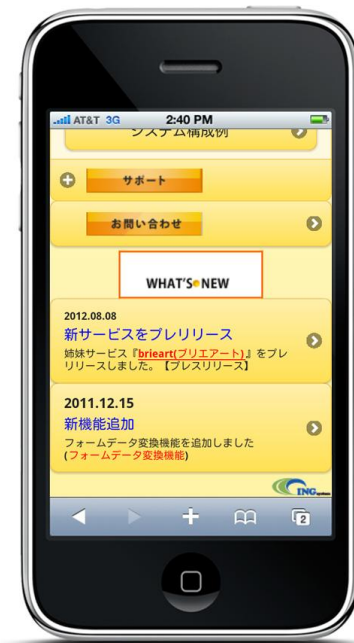 AT&T 3G 2:40 PM
システム構成例
サポート
お問い合わせ
WHAT'S NEW
2012.08.08
新サービスをプレリリース
姉妹サービス『brieart(ブリエアート)』をプレ
リリースしました。【プレスリリース】
2011.12.15
新機能追加
フォームデータ変換機能を追加しました
(フォームデータ変換機能)
ING
2